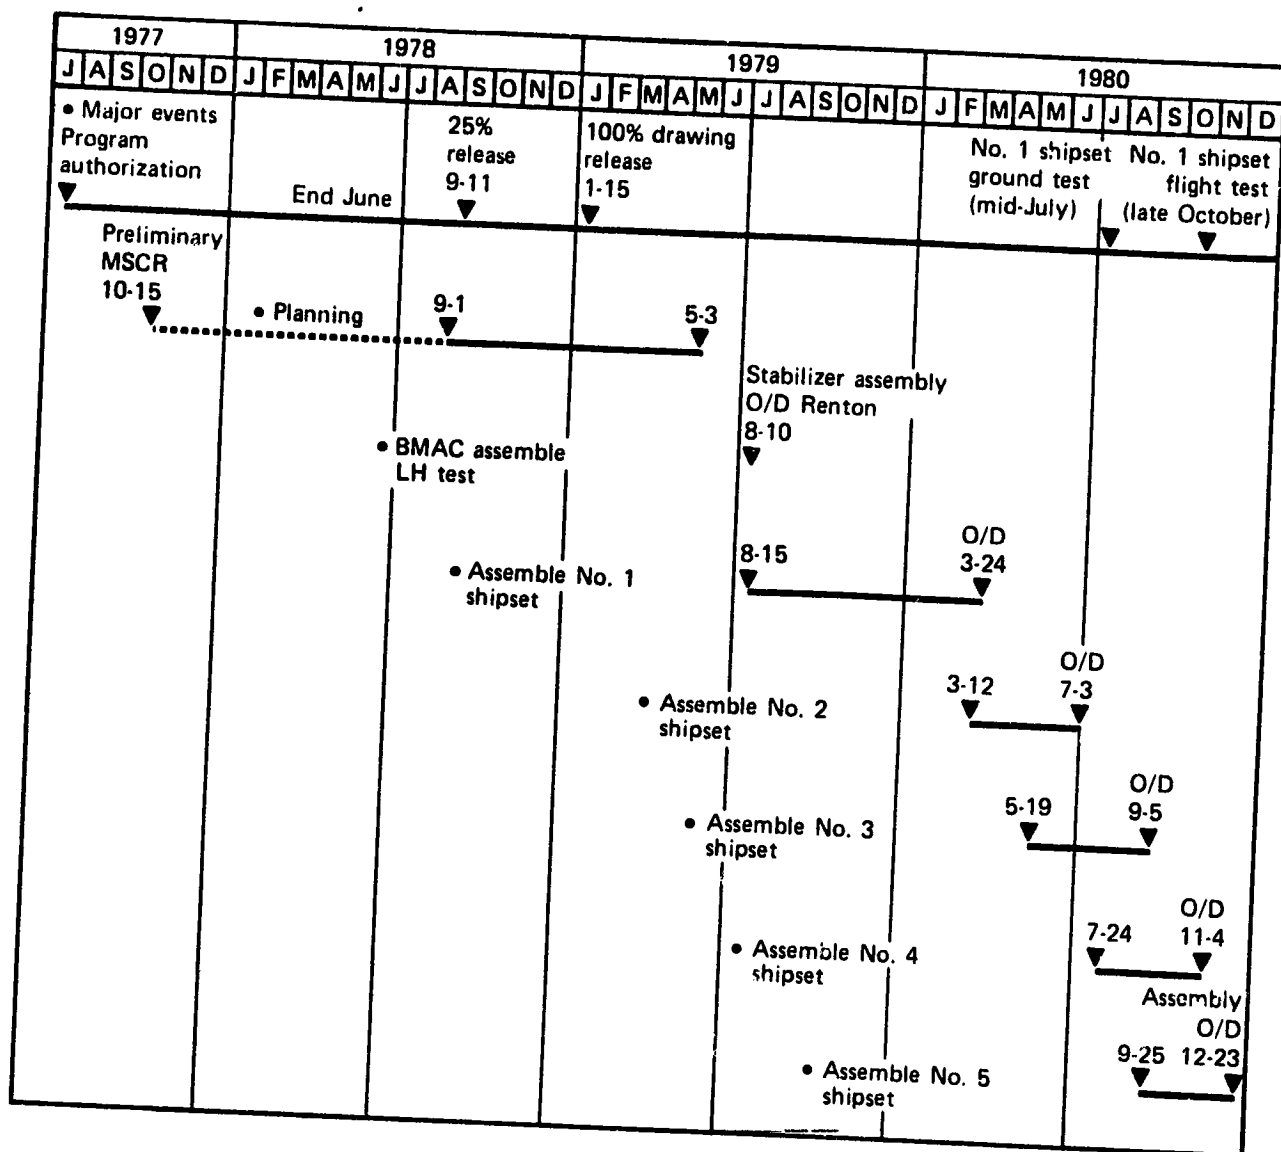 1977 1978 1979 1980
J A S O N D J F M A M J J A S O N D J F M A M J J A S O N D J F M A M J J A S O N D
• Major events
Program
authorization
End June
25%
release
9-11
100% drawing
release
1-15
No. 1 shipset
ground test
(mid-July)
No. 1 shipset
flight test
(late October)
Preliminary
MSCR
10-15
• Planning
9-1
5-3
Stabilizer assembly
O/D Renton
8-10
• BMAC assemble
LH test
• Assemble No. 1
shipset
8-15
O/D
3-24
• Assemble No. 2
shipset
3-12
O/D
7-3
• Assemble No. 3
shipset
5-19
O/D
9-5
• Assemble No. 4
shipset
7-24
O/D
11-4
• Assemble No. 5
shipset
9-25
Assembly
O/D
12-23